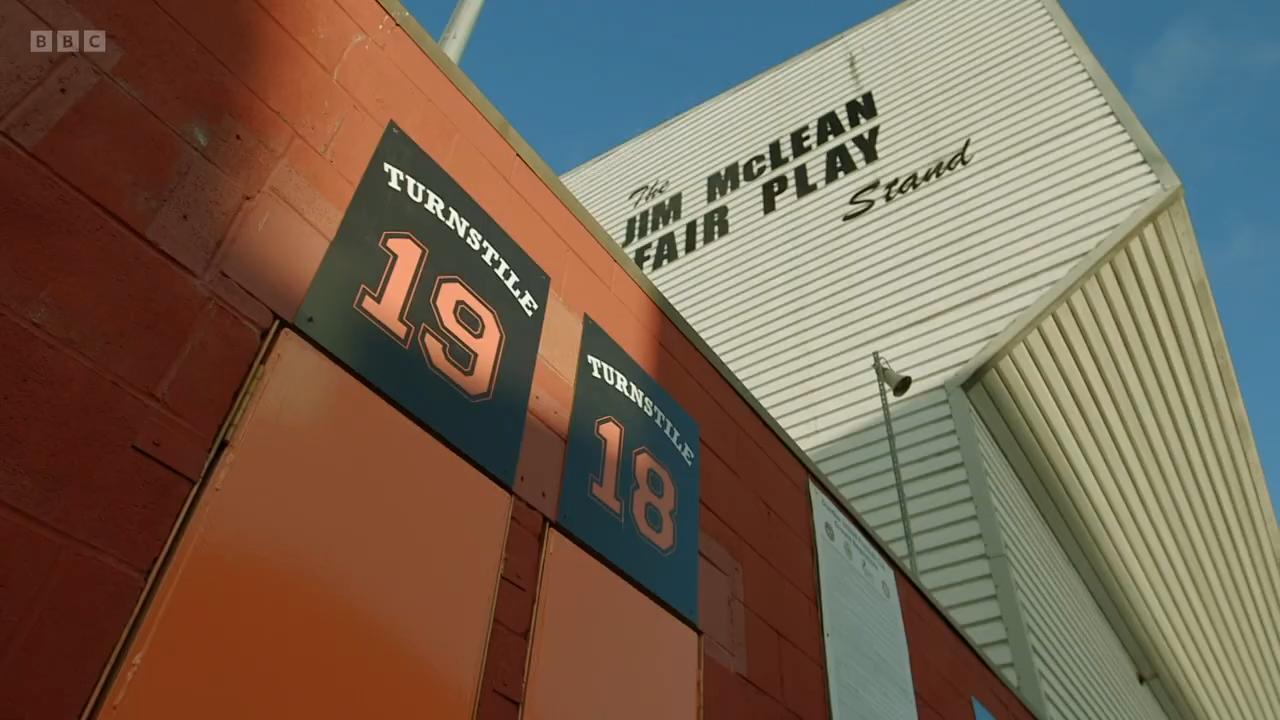 BBC
The
JIM McLEAN
FAIR PLAY
Stand
TURNSTILE
19
TURNSTILE
18